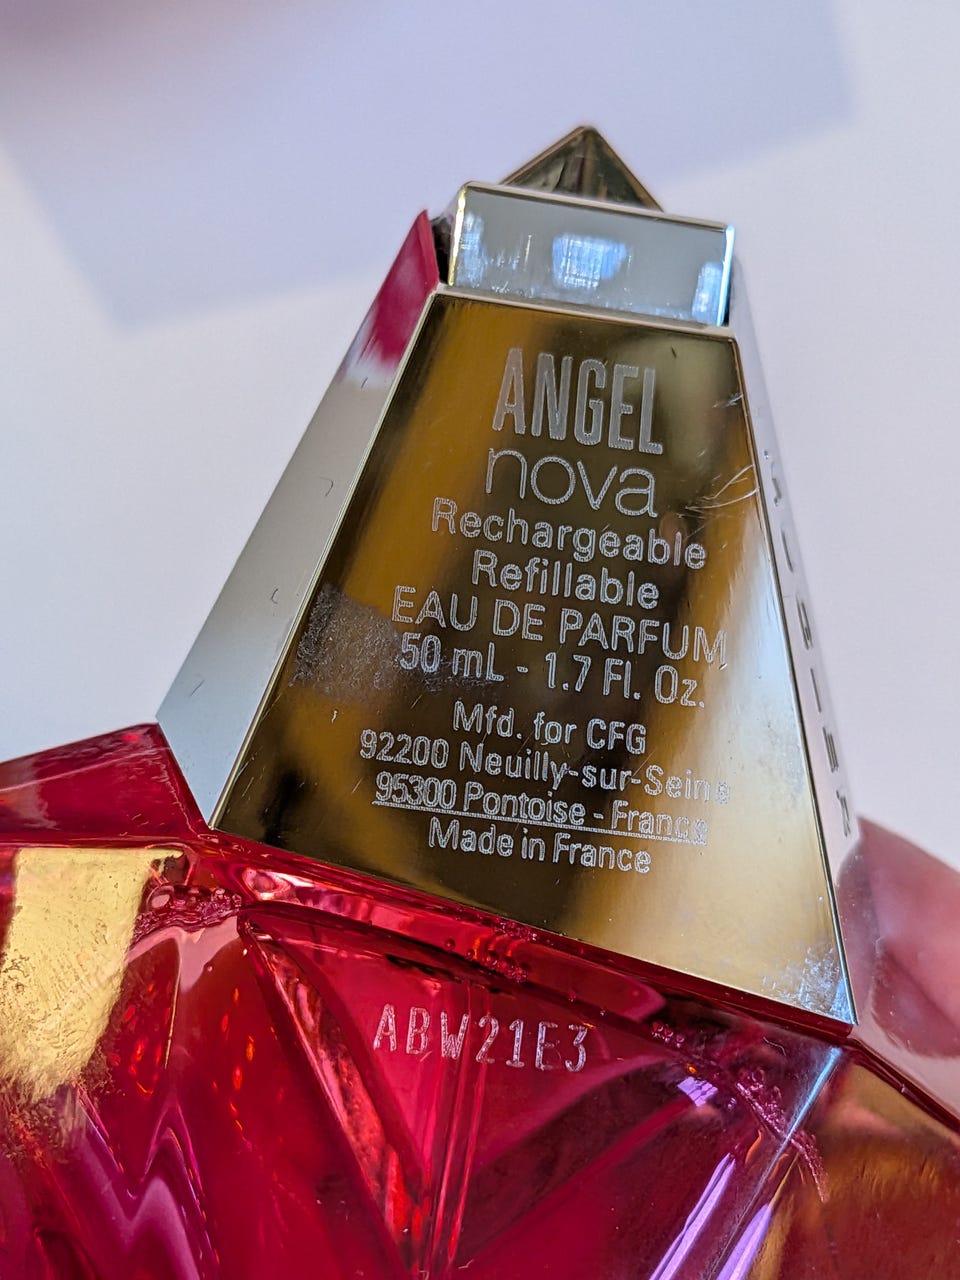 ANGEL
nova
Rechargeable
Refillable
EAU DE PARFUM
50 mL - 1.7 Fl. Oz.
Mfd. for CFG
92200 Neuilly-sur-Seine
95300 Pontoise - France
Made in France
ABW21E3
MUGLER